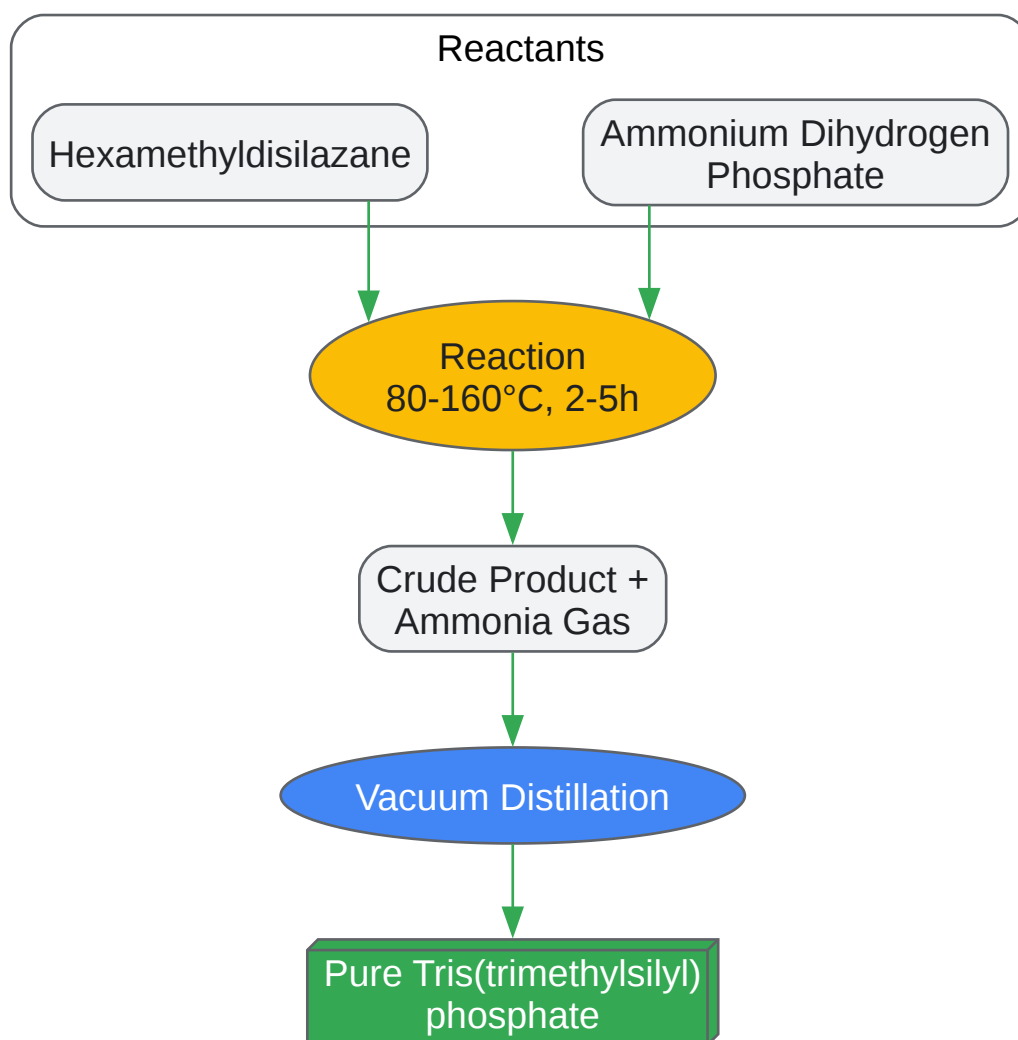 Reactants
Hexamethyldisilazane
Ammonium Dihydrogen
Phosphate
Reaction
80-160°C, 2-5h
Crude Product +
Ammonia Gas
Vacuum Distillation
Pure Tris(trimethylsilyl)
phosphate